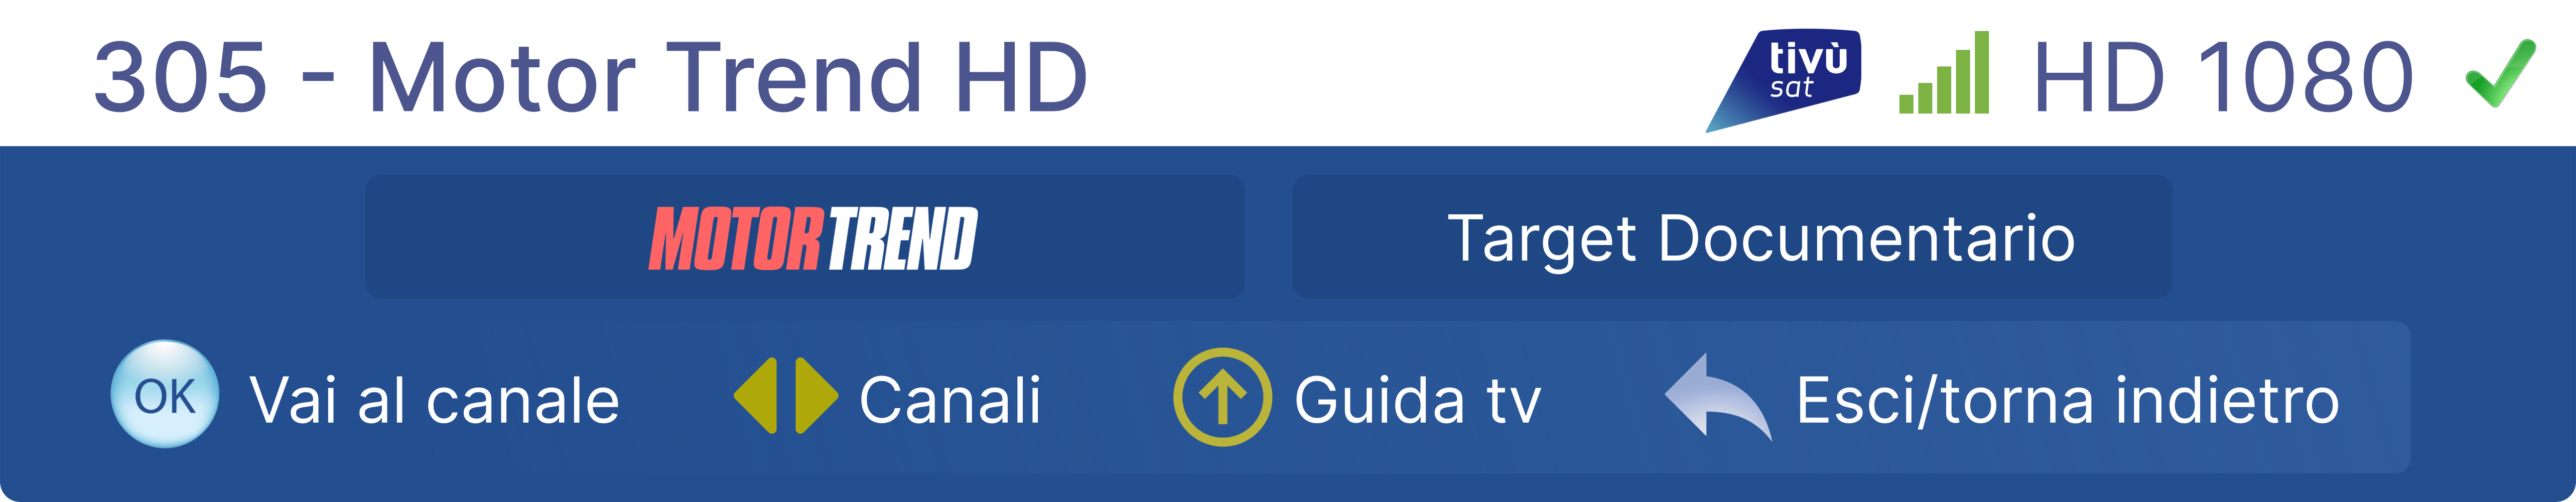 305 - Motor Trend HD
tivù
sat
HD 1080
MOTOR TREND
Target Documentario
OK Vai al canale
Canali
Guida tv
Esci/torna indietro